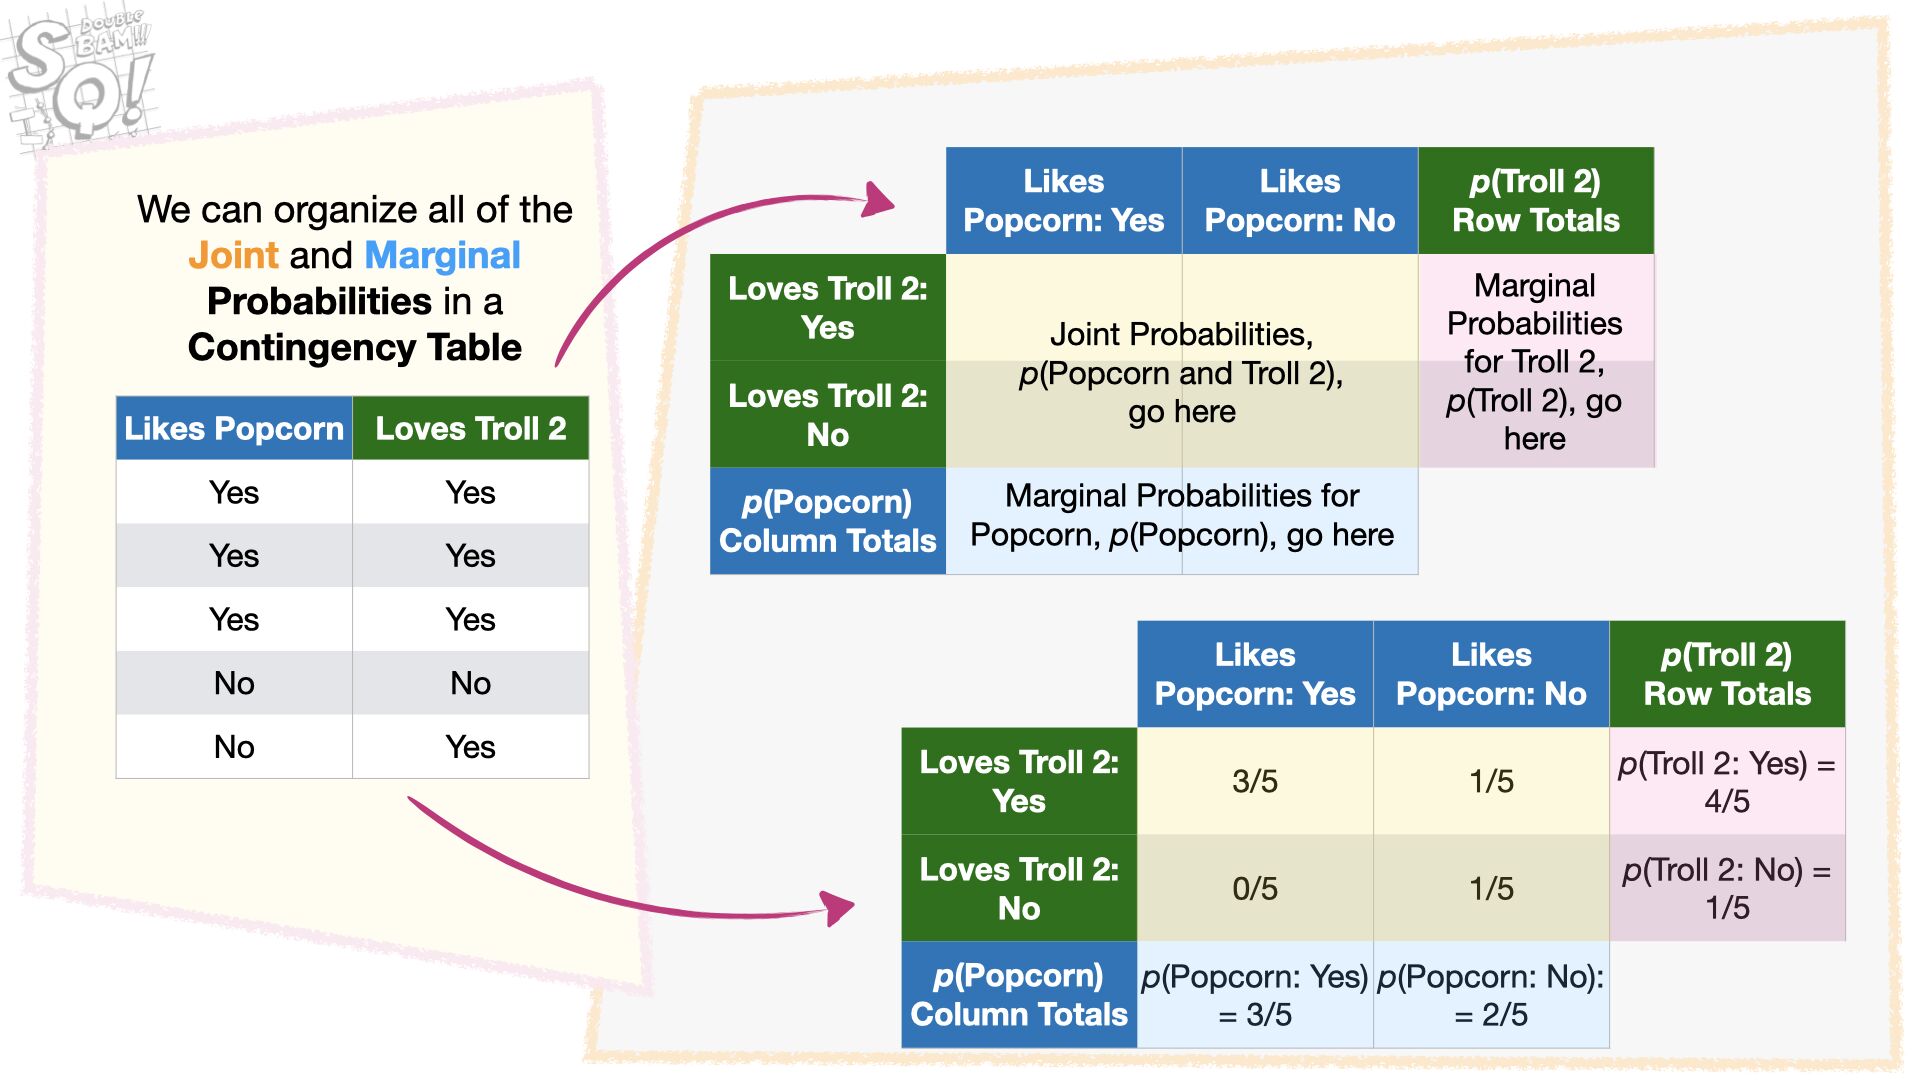 DOUBLE
BAM!!!
SQ!
We can organize all of the
Joint and Marginal
Probabilities in a
Contingency Table
Likes Popcorn Loves Troll 2
Yes Yes
Yes Yes
Yes Yes
No No
No Yes
Likes
Popcorn: Yes
Likes
Popcorn: No
p(Troll 2)
Row Totals
Loves Troll 2:
Yes
Joint Probabilities,
p(Popcorn and Troll 2),
go here
Marginal
Probabilities
for Troll 2,
p(Troll 2), go
here
Loves Troll 2:
No
p(Popcorn)
Column Totals
Marginal Probabilities for
Popcorn, p(Popcorn), go here
Likes
Popcorn: Yes
Likes
Popcorn: No
p(Troll 2)
Row Totals
Loves Troll 2:
Yes
3/5
1/5
p(Troll 2: Yes) =
4/5
Loves Troll 2:
No
0/5
1/5
p(Troll 2: No) =
1/5
p(Popcorn)
Column Totals
p(Popcorn: Yes)
= 3/5
p(Popcorn: No):
= 2/5